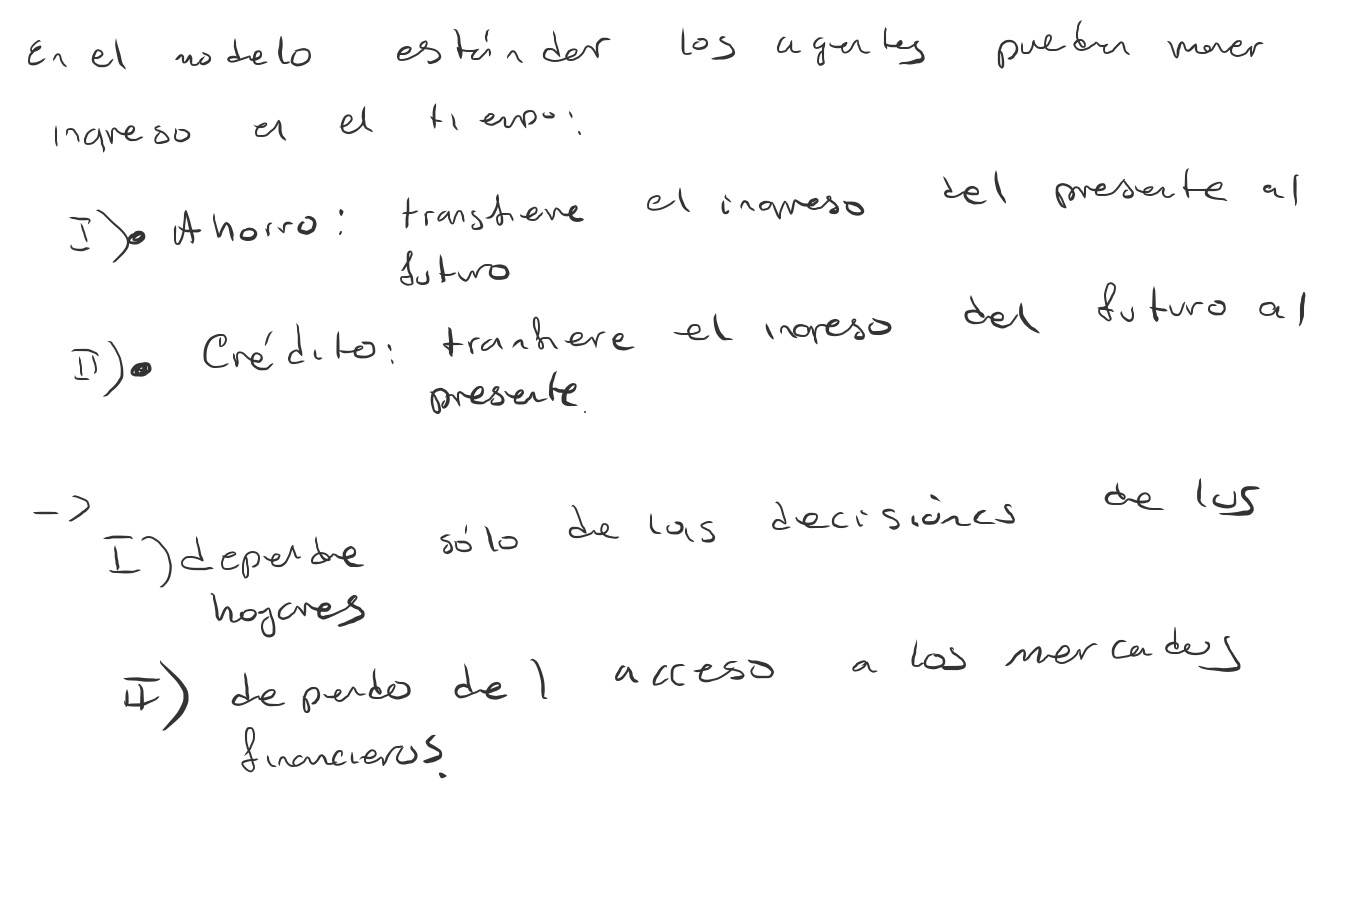 En el modelo estándar los agentes pueden mover
ingreso en el tiempo:
I) • Ahorro: transfiere el ingreso del presente al
futuro
II) • Crédito: tranfiere el ingreso del futuro al
presente.
->
I) depende sólo de las decisiones de los
hogares
II) depende del acceso a los mercados
financieros.